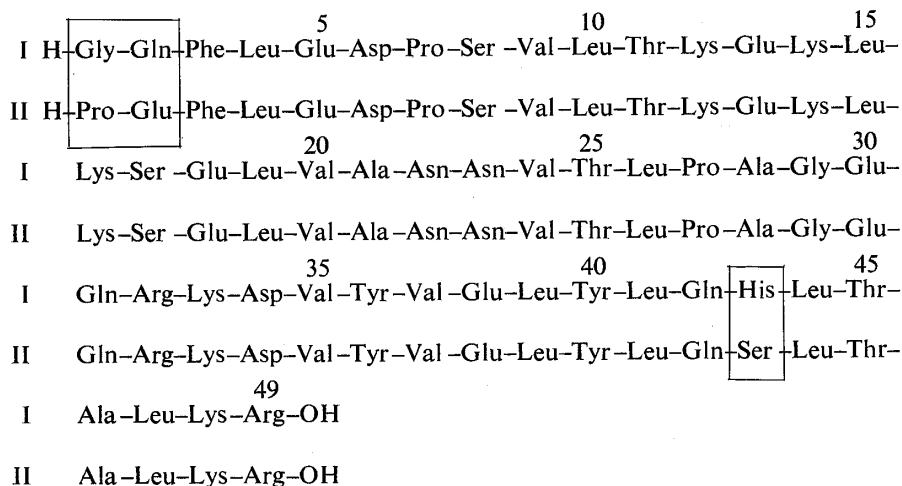 5 10 15
I H–Gly–Gln–Phe–Leu–Glu–Asp–Pro–Ser–Val–Leu–Thr–Lys–Glu–Lys–Leu–
II H–Pro–Glu–Phe–Leu–Glu–Asp–Pro–Ser–Val–Leu–Thr–Lys–Glu–Lys–Leu–
20 25 30
I Lys–Ser–Glu–Leu–Val–Ala–Asn–Asn–Val–Thr–Leu–Pro–Ala–Gly–Glu–
II Lys–Ser–Glu–Leu–Val–Ala–Asn–Asn–Val–Thr–Leu–Pro–Ala–Gly–Glu–
35 40 45
I Gln–Arg–Lys–Asp–Val–Tyr–Val–Glu–Leu–Tyr–Leu–Gln–His–Leu–Thr–
II Gln–Arg–Lys–Asp–Val–Tyr–Val–Glu–Leu–Tyr–Leu–Gln–Ser–Leu–Thr–
49
I Ala–Leu–Lys–Arg–OH
II Ala–Leu–Lys–Arg–OH